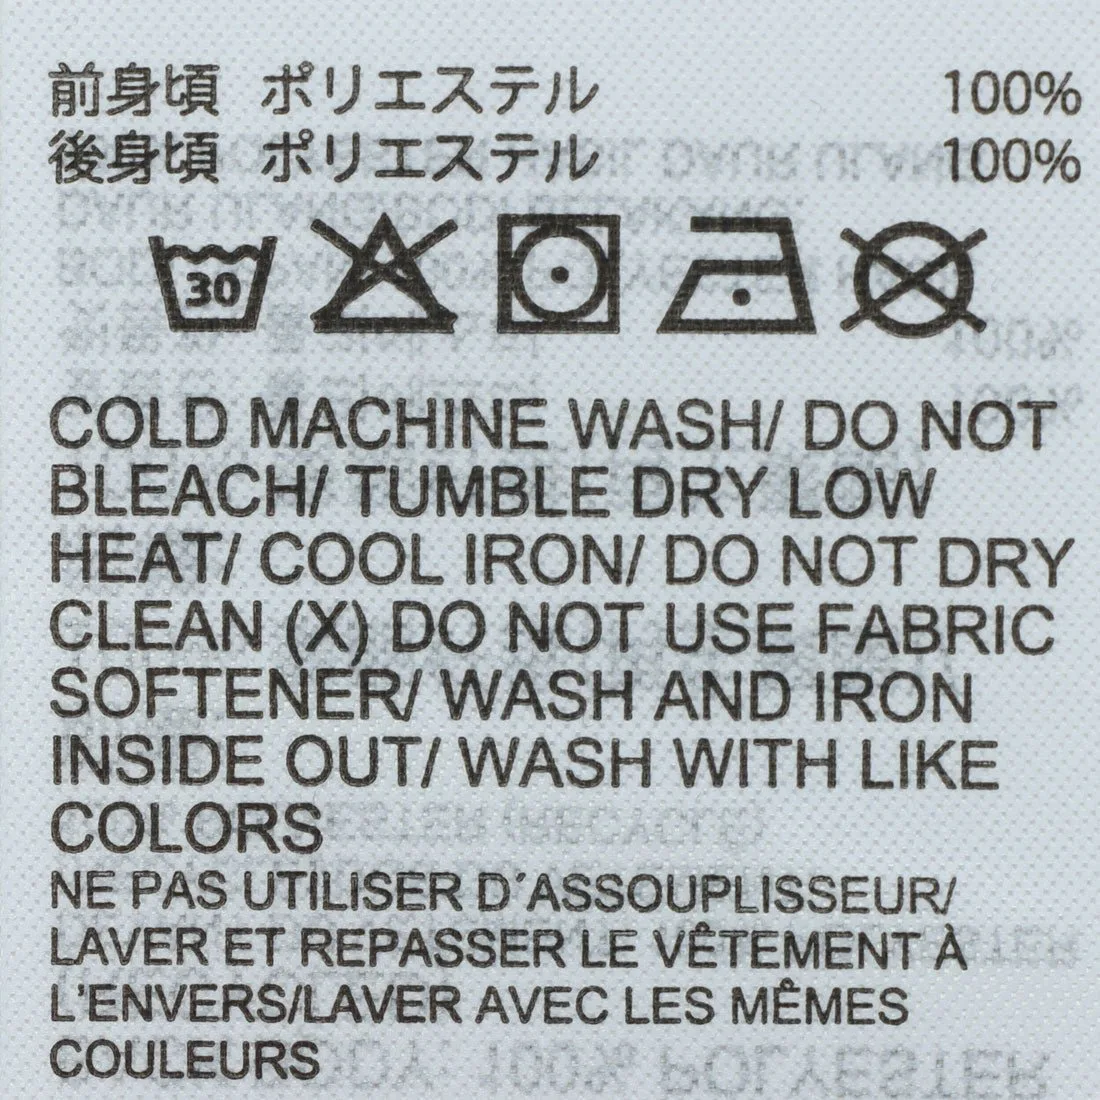 前身頃 ポリエステル 100%
後身頃 ポリエステル 100%
30
COLD MACHINE WASH/ DO NOT
BLEACH/ TUMBLE DRY LOW
HEAT/ COOL IRON/ DO NOT DRY
CLEAN (X) DO NOT USE FABRIC
SOFTENER/ WASH AND IRON
INSIDE OUT/ WASH WITH LIKE
COLORS
NE PAS UTILISER D´ASSOUPLISSEUR/
LAVER ET REPASSER LE VÊTEMENT À
L'ENVERS/LAVER AVEC LES MÊMES
COULEURS